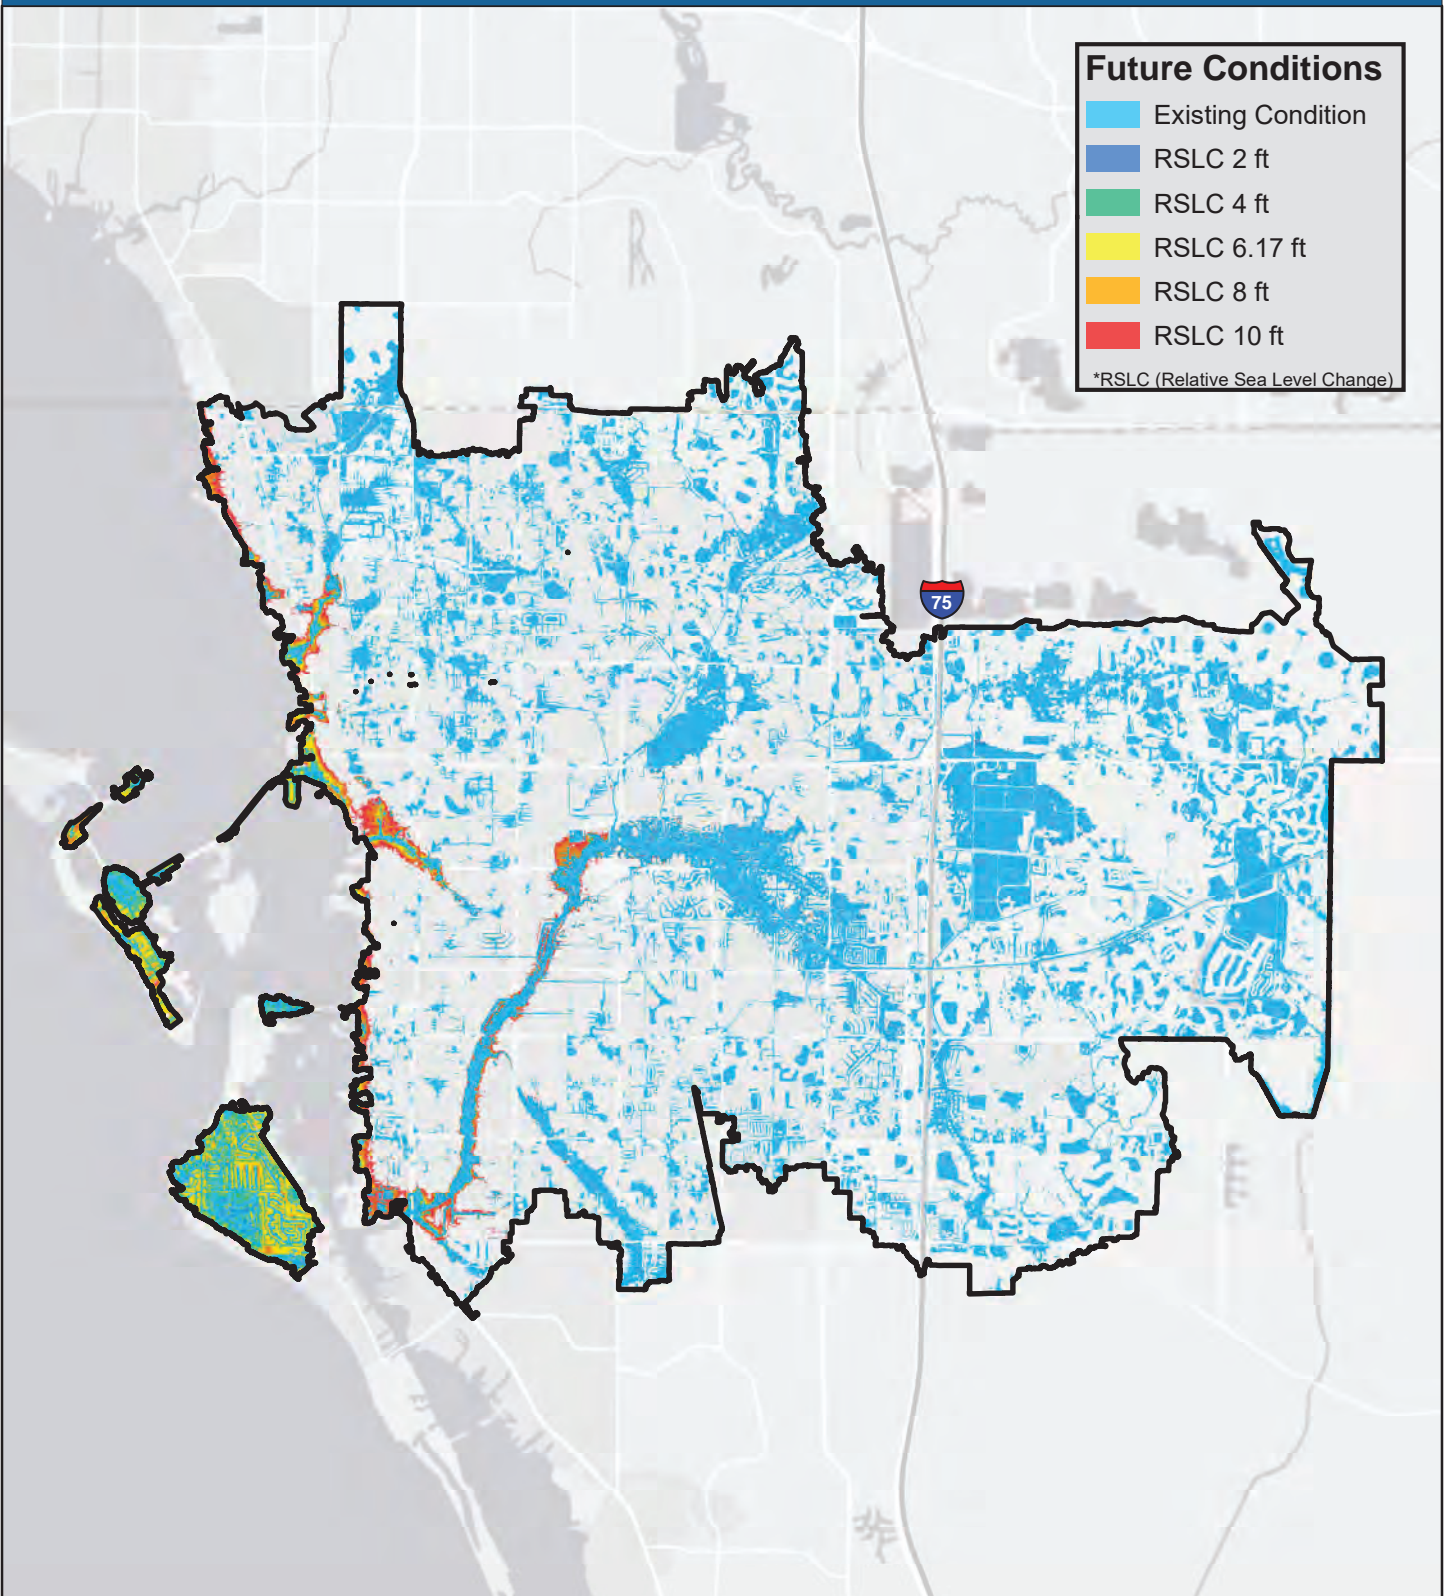 Future Conditions
Existing Condition
RSLC 2 ft
RSLC 4 ft
RSLC 6.17 ft
RSLC 8 ft
RSLC 10 ft
*RSLC (Relative Sea Level Change)
75